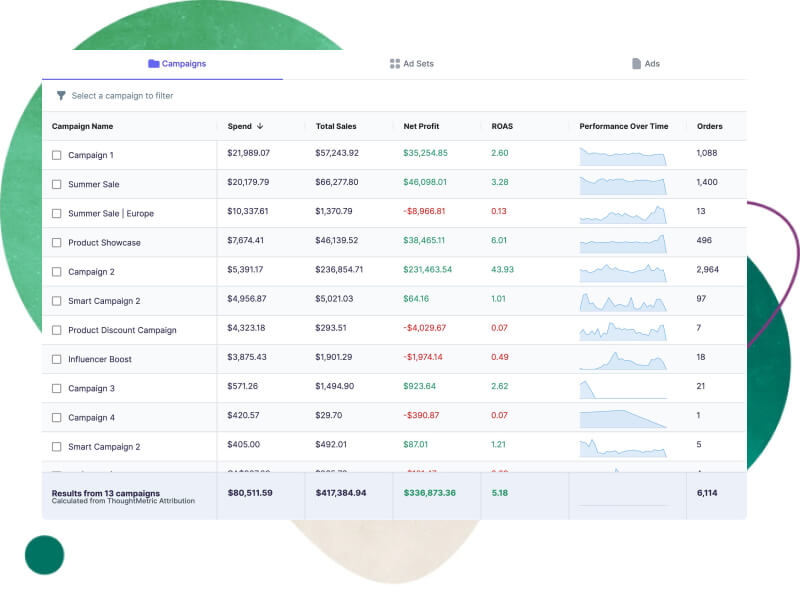 Campaigns Ad Sets Ads
Select a campaign to filter
Campaign Name Spend ↓ Total Sales Net Profit ROAS Performance Over Time Orders
Campaign 1 $21,989.07 $57,243.92 $35,254.85 2.60 1,088
Summer Sale $20,179.79 $66,277.80 $46,098.01 3.28 1,400
Summer Sale | Europe $10,337.61 $1,370.79 -$8,966.81 0.13 13
Product Showcase $7,674.41 $46,139.52 $38,465.11 6.01 496
Campaign 2 $5,391.17 $236,854.71 $231,463.54 43.93 2,964
Smart Campaign 2 $4,956.87 $5,021.03 $64.16 1.01 97
Product Discount Campaign $4,323.18 $293.51 -$4,029.67 0.07 7
Influencer Boost $3,875.43 $1,901.29 -$1,974.14 0.49 18
Campaign 3 $571.26 $1,494.90 $923.64 2.62 21
Campaign 4 $420.57 $29.70 -$390.87 0.07 1
Smart Campaign 2 $405.00 $492.01 $87.01 1.21 5
Results from 13 campaigns $80,511.59 $417,384.94 $336,873.36 5.18 6,114
Calculated from ThoughtMetric Attribution